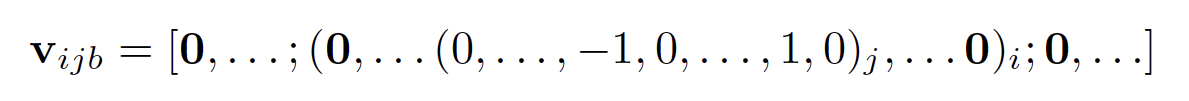 v_{ijb} = [0, …; (0, … (0, …, −1, 0, …, 1, 0)_j, … 0)_i; 0, …]